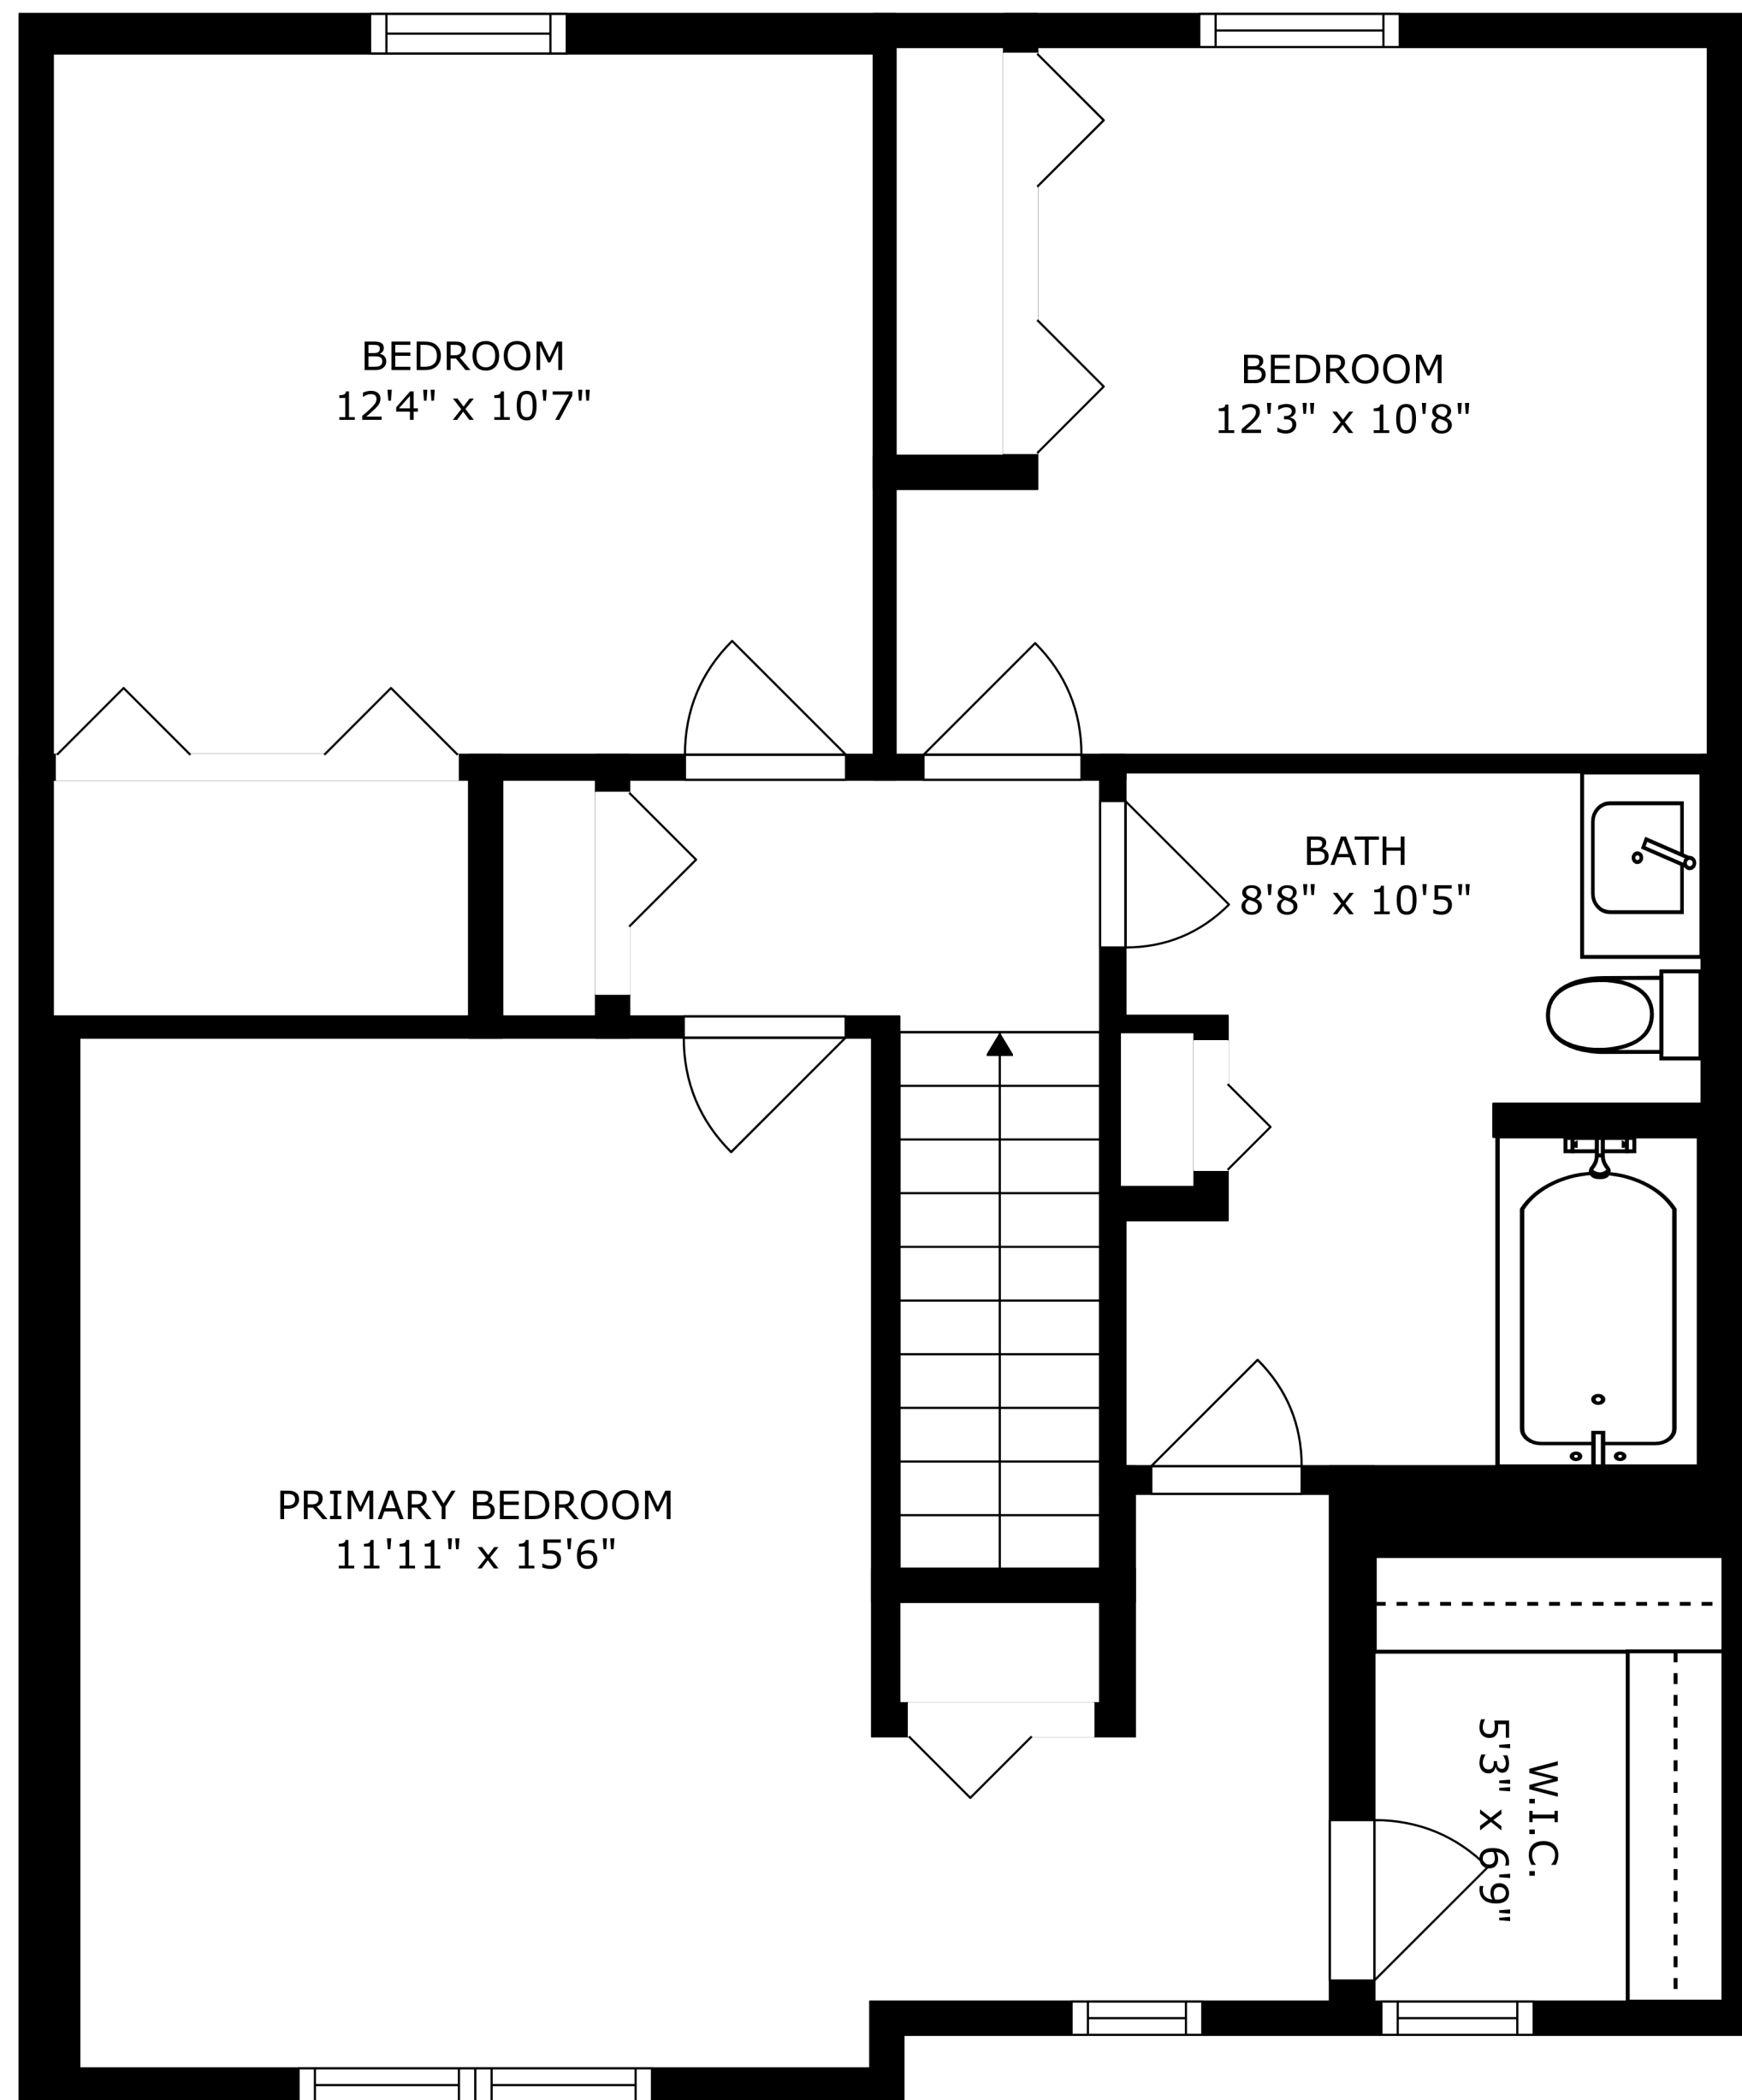 BEDROOM
12'4" x 10'7"
BEDROOM
12'3" x 10'8"
BATH
8'8" x 10'5"
PRIMARY BEDROOM
11'11" x 15'6"
W.I.C.
5'3" x 6'9"